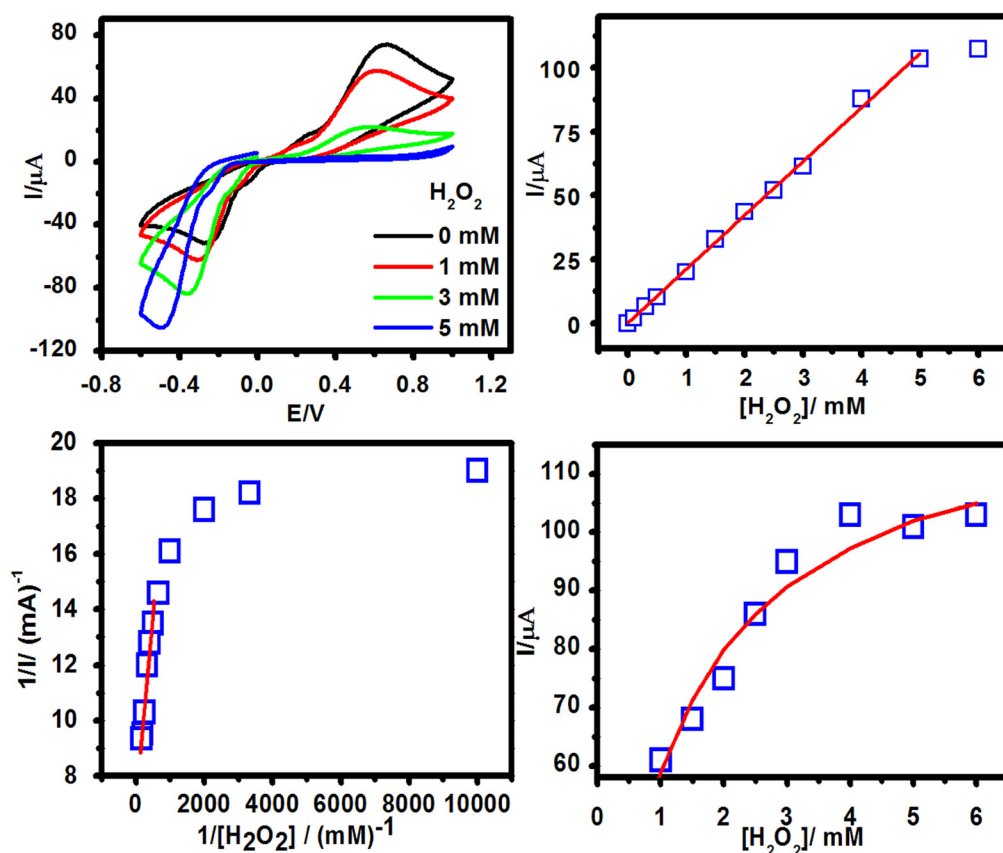 80
40
0
-40
-80
-120
I/μA
-0.8 -0.4 0.0 0.4 0.8 1.2
E/V
H₂O₂
0 mM
1 mM
3 mM
5 mM
100
75
50
25
0
I/μA
0 1 2 3 4 5 6
[H₂O₂]/ mM
20
18
16
14
12
10
8
1/I/ (mA)⁻¹
0 2000 4000 6000 8000 10000
1/[H₂O₂] / (mM)⁻¹
110
100
90
80
70
60
I/μA
0 1 2 3 4 5 6
[H₂O₂]/ mM